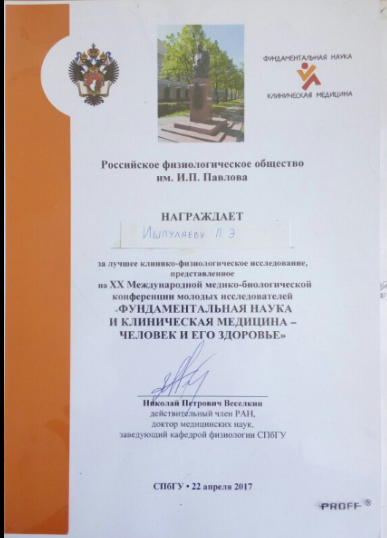 ФУНДАМЕНТАЛЬНАЯ НАУКА
КЛИНИЧЕСКАЯ МЕДИЦИНА
Российское физиологическое общество
им. И.П. Павлова
НАГРАЖДАЕТ
Л. Э.
за лучшее клинико-физиологическое исследование,
представленное
на XX Международной медико-биологической
конференции молодых исследователей
«ФУНДАМЕНТАЛЬНАЯ НАУКА
И КЛИНИЧЕСКАЯ МЕДИЦИНА –
ЧЕЛОВЕК И ЕГО ЗДОРОВЬЕ»
Николай Петрович Веселкин
действительный член РАН,
доктор медицинских наук,
заведующий кафедрой физиологии СПбГУ
СПбГУ • 22 апреля 2017
PROFF ®